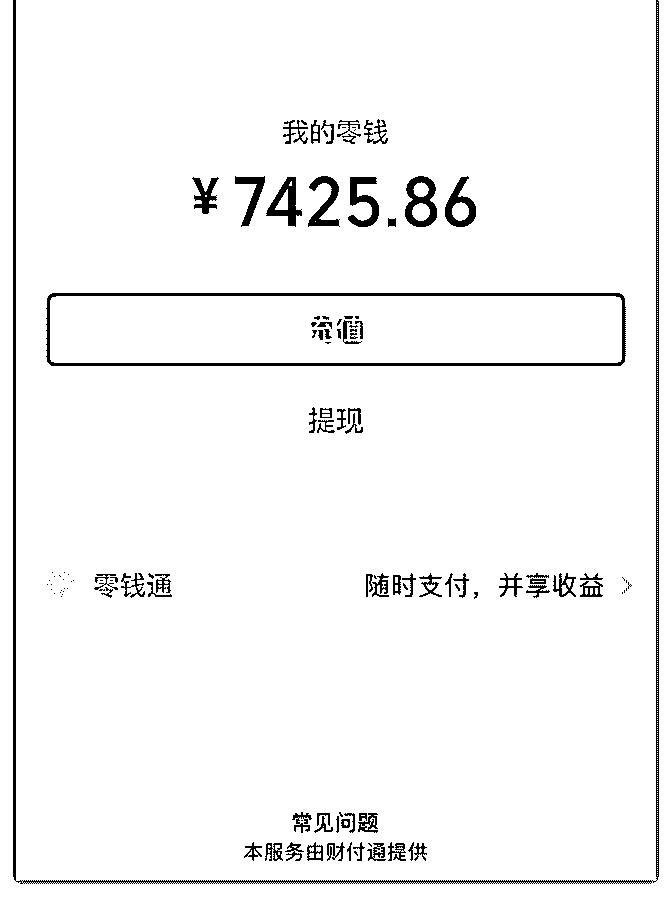 我的零钱
¥7425.86
充值
提现
零钱通 随时支付，并享收益 >
常见问题
本服务由财付通提供